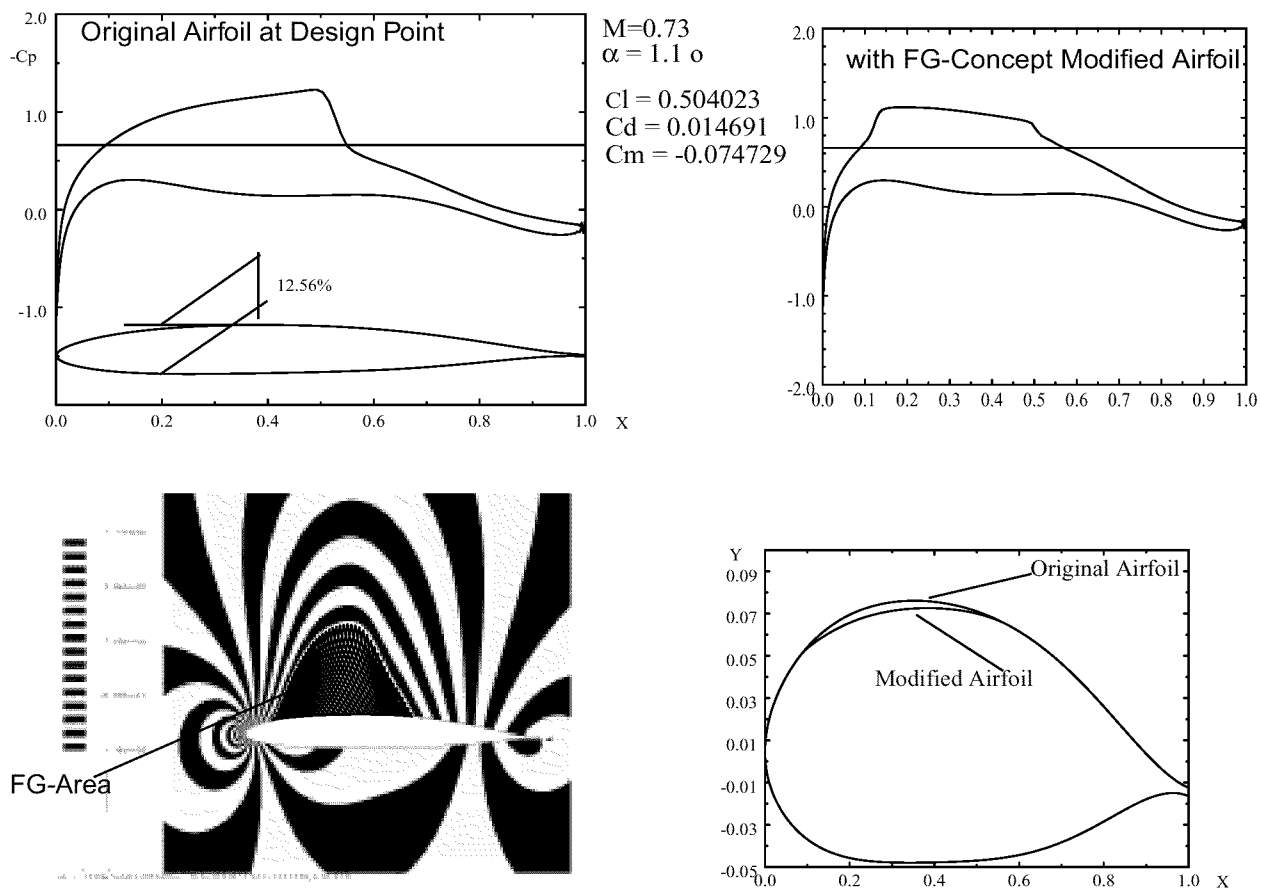 2.0
Original Airfoil at Design Point
-Cp
1.0
0.0
-1.0
12.56%
0.0
0.2
0.4
0.6
0.8
1.0
X
M=0.73
α = 1.1 o
Cl = 0.504023
Cd = 0.014691
Cm = -0.074729
2.0
with FG-Concept Modified Airfoil
1.0
0.0
-1.0
-2.0
0.0
0.1
0.2
0.3
0.4
0.5
0.6
0.7
0.8
0.9
1.0
FG-Area
Y
0.09
0.07
0.05
0.03
0.01
-0.01
-0.03
-0.05
Original Airfoil
Modified Airfoil
0.0
0.2
0.4
0.6
0.8
1.0
X